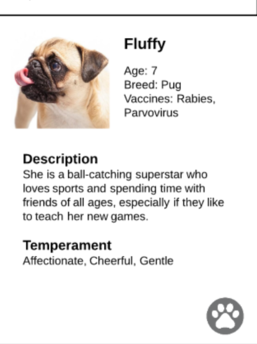 Fluffy
Age: 7
Breed: Pug
Vaccines: Rabies,
Parvovirus
Description
She is a ball-catching superstar who
loves sports and spending time with
friends of all ages, especially if they like
to teach her new games.
Temperament
Affectionate, Cheerful, Gentle